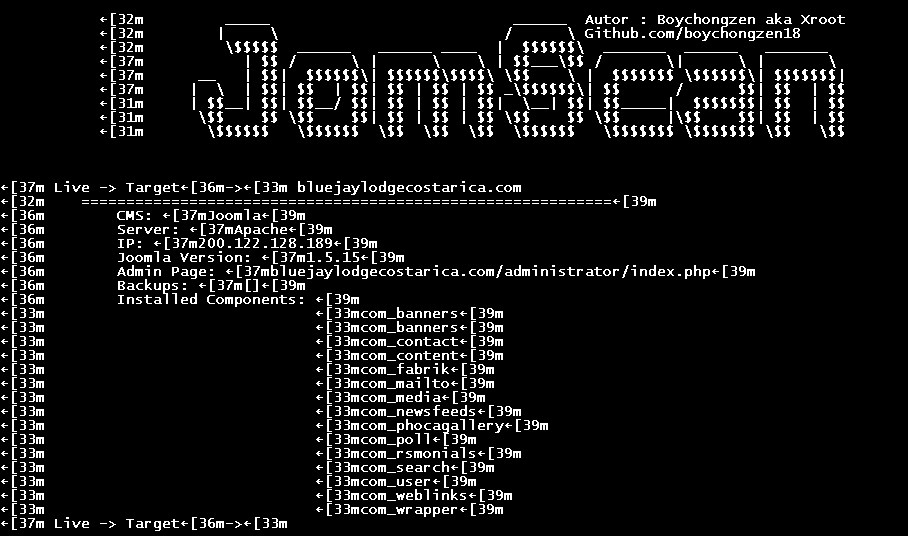 ←[32m Autor : Boychongzen aka Xroot
←[32m Github.com/boychongzen18
←[32m
←[37m
←[37m
←[37m
←[31m
←[31m
←[31m
JomScan
←[37m Live -> Target←[36m->←[33m bluejaylodgecostarica.com
←[32m ===========================================================←[39m
←[36m CMS: ←[37mJoomla←[39m
←[36m Server: ←[37mApache←[39m
←[36m IP: ←[37m200.122.128.189←[39m
←[36m Joomla Version: ←[37m1.5.15←[39m
←[36m Admin Page: ←[37mbluejaylodgecostarica.com/administrator/index.php←[39m
←[36m Backups: ←[37m[]←[39m
←[36m Installed Components: ←[39m
←[33m ←[33mcom_banners←[39m
←[33m ←[33mcom_banners←[39m
←[33m ←[33mcom_contact←[39m
←[33m ←[33mcom_content←[39m
←[33m ←[33mcom_fabrik←[39m
←[33m ←[33mcom_mailto←[39m
←[33m ←[33mcom_media←[39m
←[33m ←[33mcom_newsfeeds←[39m
←[33m ←[33mcom_phocagallery←[39m
←[33m ←[33mcom_poll←[39m
←[33m ←[33mcom_rsmonials←[39m
←[33m ←[33mcom_search←[39m
←[33m ←[33mcom_user←[39m
←[33m ←[33mcom_weblinks←[39m
←[33m ←[33mcom_wrapper←[39m
←[37m Live -> Target←[36m->←[33m